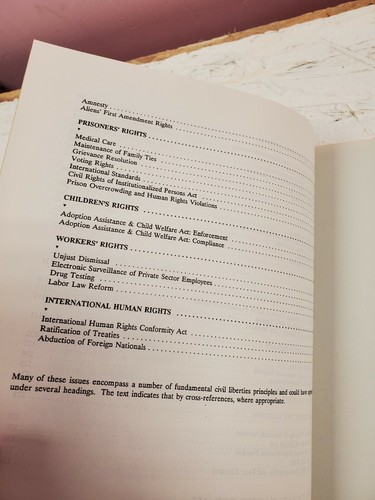 Amnesty
Aliens' First Amendment Rights
PRISONERS' RIGHTS
Medical Care
Maintenance of Family Ties
Grievance Resolution
Voting Rights
International Standards
Civil Rights of Institutionalized Persons Act
Prison Overcrowding and Human Rights Violations
CHILDREN'S RIGHTS
Adoption Assistance & Child Welfare Act: Enforcement
Adoption Assistance & Child Welfare Act: Compliance
WORKERS' RIGHTS
Unjust Dismissal
Electronic Surveillance of Private Sector Employees
Drug Testing
Labor Law Reform
INTERNATIONAL HUMAN RIGHTS
International Human Rights Conformity Act
Ratification of Treaties
Abduction of Foreign Nationals
Many of these issues encompass a number of fundamental civil liberties principles and could have
under several headings. The text indicates that by cross-references, where appropriate.